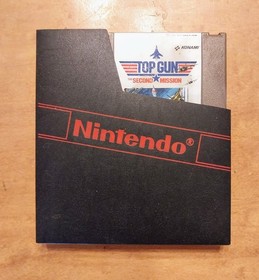 KONAMI
TOP GUN
THE SECOND MISSION
Nintendo®